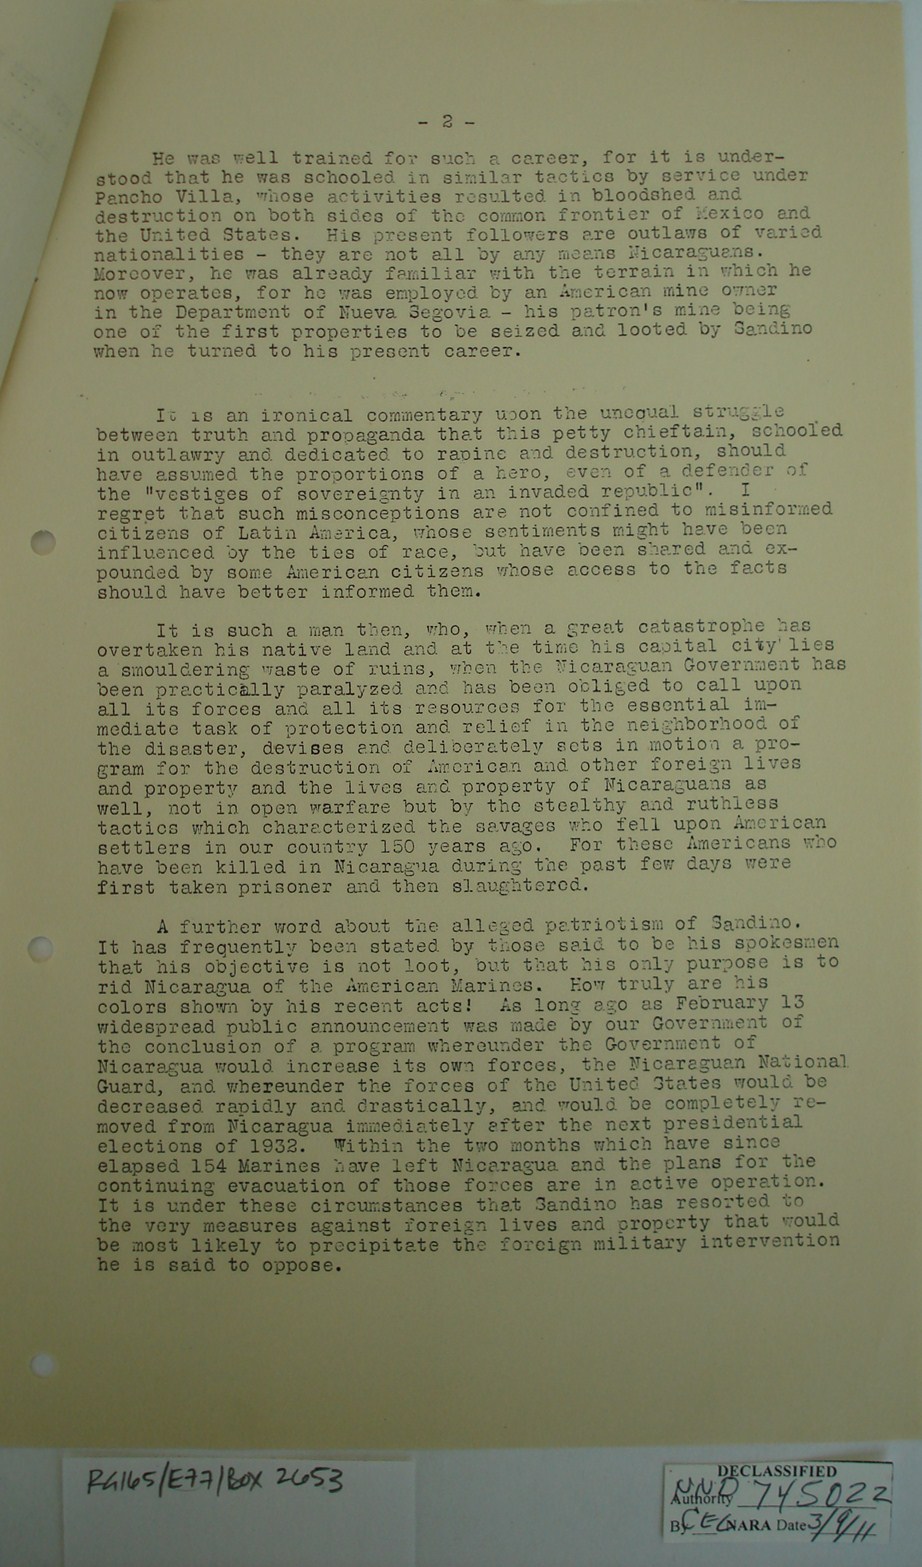 - 2 -
He was well trained for such a career, for it is under-
stood that he was schooled in similar tactics by service under
Pancho Villa, whose activities resulted in bloodshed and
destruction on both sides of the common frontier of Mexico and
the United States. His present followers are outlaws of varied
nationalities - they are not all by any means Nicaraguans.
Moreover, he was already familiar with the terrain in which he
now operates, for he was employed by an American mine owner
in the Department of Nueva Segovia - his patron's mine being
one of the first properties to be seized and looted by Sandino
when he turned to his present career.
It is an ironical commentary upon the unequal struggle
between truth and propaganda that this petty chieftain, schooled
in outlawry and dedicated to rapine and destruction, should
have assumed the proportions of a hero, even of a defender of
the "vestiges of sovereignty in an invaded republic". I
regret that such misconceptions are not confined to misinformed
citizens of Latin America, whose sentiments might have been
influenced by the ties of race, but have been shared and ex-
pounded by some American citizens whose access to the facts
should have better informed them.
It is such a man then, who, when a great catastrophe has
overtaken his native land and at the time his capital city lies
a smouldering waste of ruins, when the Nicaraguan Government has
been practically paralyzed and has been obliged to call upon
all its forces and all its resources for the essential im-
mediate task of protection and relief in the neighborhood of
the disaster, devises and deliberately sets in motion a pro-
gram for the destruction of American and other foreign lives
and property and the lives and property of Nicaraguans as
well, not in open warfare but by the stealthy and ruthless
tactics which characterized the savages who fell upon American
settlers in our country 150 years ago. For these Americans who
have been killed in Nicaragua during the past few days were
first taken prisoner and then slaughtered.
A further word about the alleged patriotism of Sandino.
It has frequently been stated by those said to be his spokesmen
that his objective is not loot, but that his only purpose is to
rid Nicaragua of the American Marines. How truly are his
colors shown by his recent acts! As long ago as February 13
widespread public announcement was made by our Government of
the conclusion of a program whereunder the Government of
Nicaragua would increase its own forces, the Nicaraguan National
Guard, and whereunder the forces of the United States would be
decreased rapidly and drastically, and would be completely re-
moved from Nicaragua immediately after the next presidential
elections of 1932. Within the two months which have since
elapsed 154 Marines have left Nicaragua and the plans for the
continuing evacuation of those forces are in active operation.
It is under these circumstances that Sandino has resorted to
the very measures against foreign lives and property that would
be most likely to precipitate the foreign military intervention
he is said to oppose.
RG165/E77/BOX 2653
DECLASSIFIED
Authority NND 745022
By CEG NARA Date 3/9/11